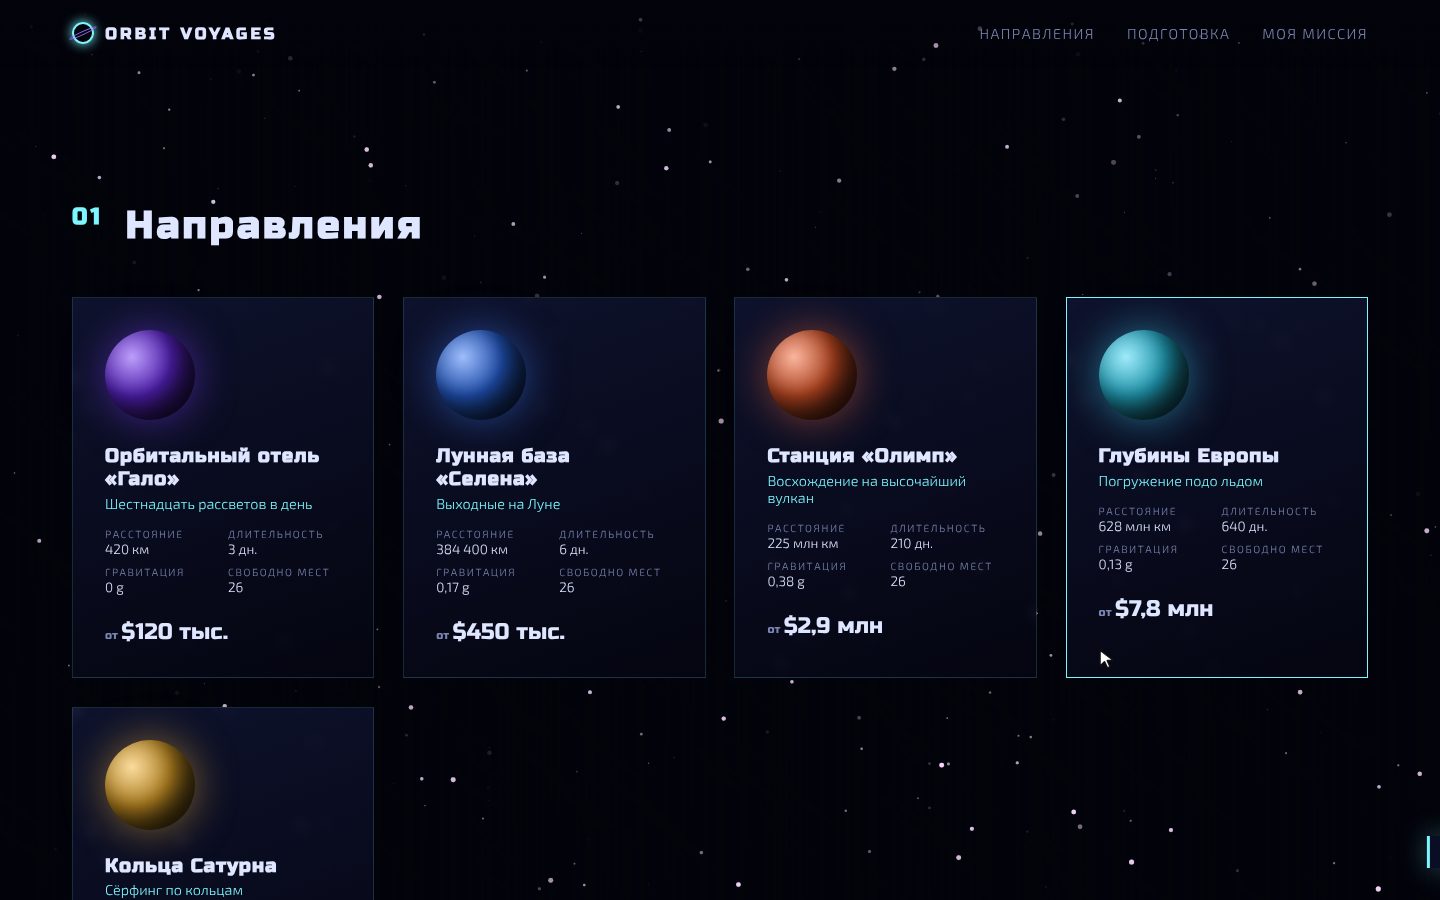 ORBIT VOYAGES
НАПРАВЛЕНИЯ ПОДГОТОВКА МОЯ МИССИЯ
01 Направления
Орбитальный отель «Гало»
Шестнадцать рассветов в день
РАССТОЯНИЕ ДЛИТЕЛЬНОСТЬ
420 км 3 дн.
ГРАВИТАЦИЯ СВОБОДНО МЕСТ
0 g 26
от $120 тыс.
Лунная база «Селена»
Выходные на Луне
РАССТОЯНИЕ ДЛИТЕЛЬНОСТЬ
384 400 км 6 дн.
ГРАВИТАЦИЯ СВОБОДНО МЕСТ
0,17 g 26
от $450 тыс.
Станция «Олимп»
Восхождение на высочайший
вулкан
РАССТОЯНИЕ ДЛИТЕЛЬНОСТЬ
225 млн км 210 дн.
ГРАВИТАЦИЯ СВОБОДНО МЕСТ
0,38 g 26
от $2,9 млн
Глубины Европы
Погружение подо льдом
РАССТОЯНИЕ ДЛИТЕЛЬНОСТЬ
628 млн км 640 дн.
ГРАВИТАЦИЯ СВОБОДНО МЕСТ
0,13 g 26
от $7,8 млн
Кольца Сатурна
Сёрфинг по кольцам